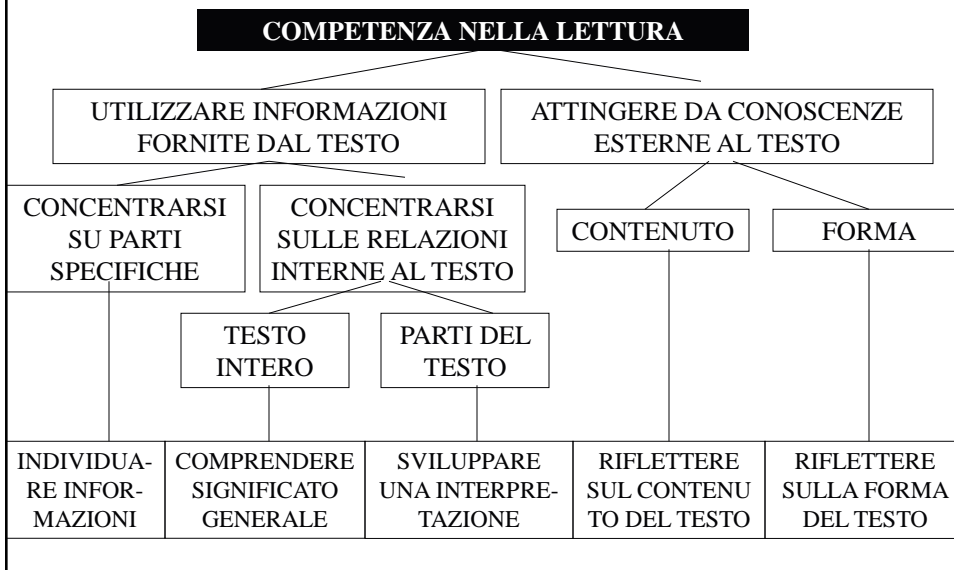 COMPETENZA NELLA LETTURA
UTILIZZARE INFORMAZIONI
FORNITE DAL TESTO
ATTINGERE DA CONOSCENZE
ESTERNE AL TESTO
CONCENTRARSI
SU PARTI
SPECIFICHE
CONCENTRARSI
SULLE RELAZIONI
INTERNE AL TESTO
CONTENUTO
FORMA
TESTO
INTERO
PARTI DEL
TESTO
INDIVIDUA-
RE INFOR-
MAZIONI
COMPRENDERE
SIGNIFICATO
GENERALE
SVILUPPARE
UNA INTERPRE-
TAZIONE
RIFLETTERE
SUL CONTENU
TO DEL TESTO
RIFLETTERE
SULLA FORMA
DEL TESTO